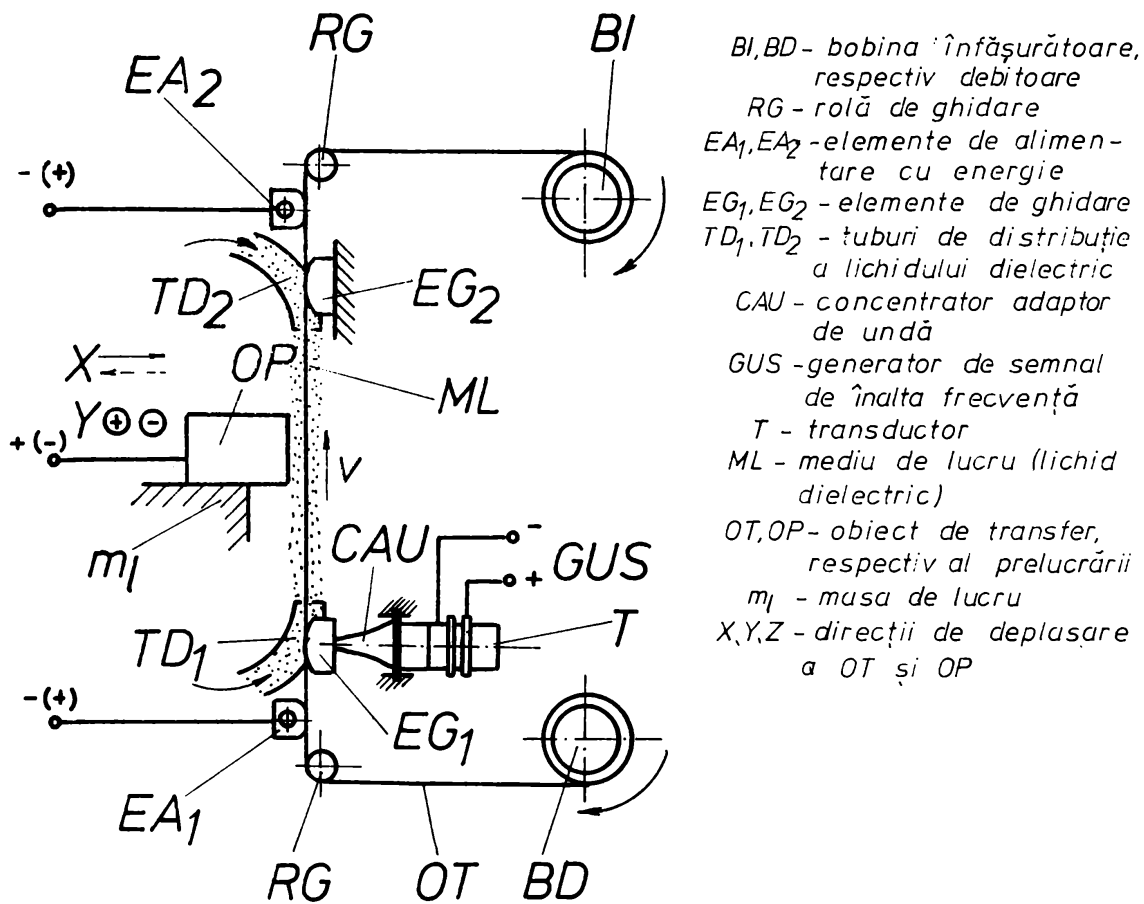 RG
BI
EA2
- (+)
TD2
EG2
X
OP
ML
Y + -
+ (-)
v
CAU
-
m1
+
GUS
TD1
T
- (+)
EG1
EA1
RG
OT
BD
BI,BD - bobina înfășurătoare,
respectiv debitoare
RG - rolă de ghidare
EA1,EA2 - elemente de alimen-
tare cu energie
EG1,EG2 - elemente de ghidare
TD1,TD2 - tuburi de distribuție
a lichidului dielectric
CAU - concentrator adaptor
de undă
GUS - generator de semnal
de înalta frecvență
T - transductor
ML - mediu de lucru (lichid
dielectric)
OT,OP - obiect de transfer,
respectiv al prelucrării
m1 - masa de lucru
X,Y,Z - direcții de deplasare
a OT și OP